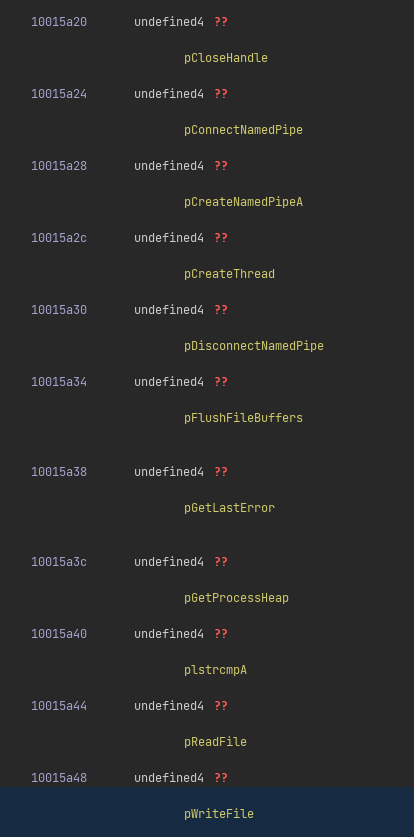 10015a20 undefined4 ??
pCloseHandle
10015a24 undefined4 ??
pConnectNamedPipe
10015a28 undefined4 ??
pCreateNamedPipeA
10015a2c undefined4 ??
pCreateThread
10015a30 undefined4 ??
pDisconnectNamedPipe
10015a34 undefined4 ??
pFlushFileBuffers
10015a38 undefined4 ??
pGetLastError
10015a3c undefined4 ??
pGetProcessHeap
10015a40 undefined4 ??
plstrcmpA
10015a44 undefined4 ??
pReadFile
10015a48 undefined4 ??
pWriteFile